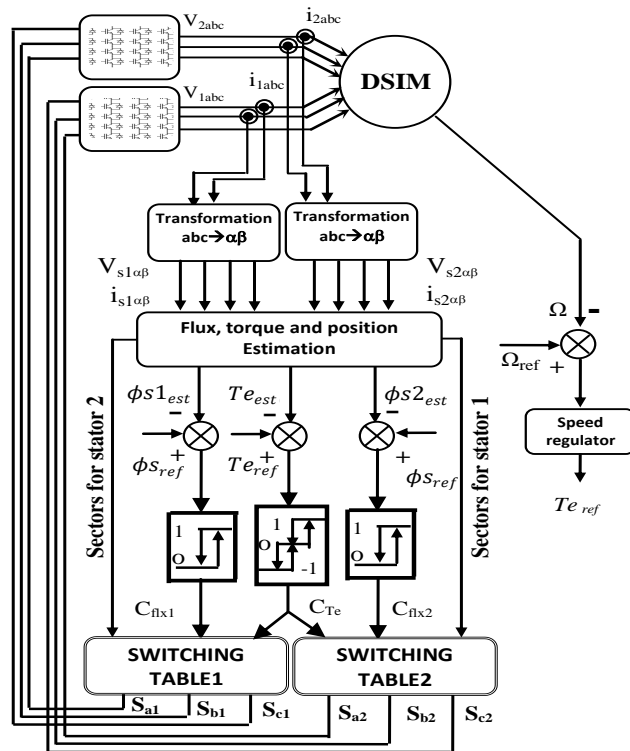 V2abc
i2abc
V1abc
i1abc
DSIM
Transformation
abc→αβ
Transformation
abc→αβ
Vs1αβ
is1αβ
Vs2αβ
is2αβ
Flux, torque and position
Estimation
Ω -
Ωref +
Speed
regulator
Te ref
Sectors for stator 2
Sectors for stator 1
ϕs1est
-
+
ϕsref
Teest
-
+
Teref
ϕs2est
-
+
ϕsref
1
0
1
0
-1
1
0
Cflx1
CTe
Cflx2
SWITCHING
TABLE1
SWITCHING
TABLE2
Sa1 Sb1 Sc1
Sa2 Sb2 Sc2